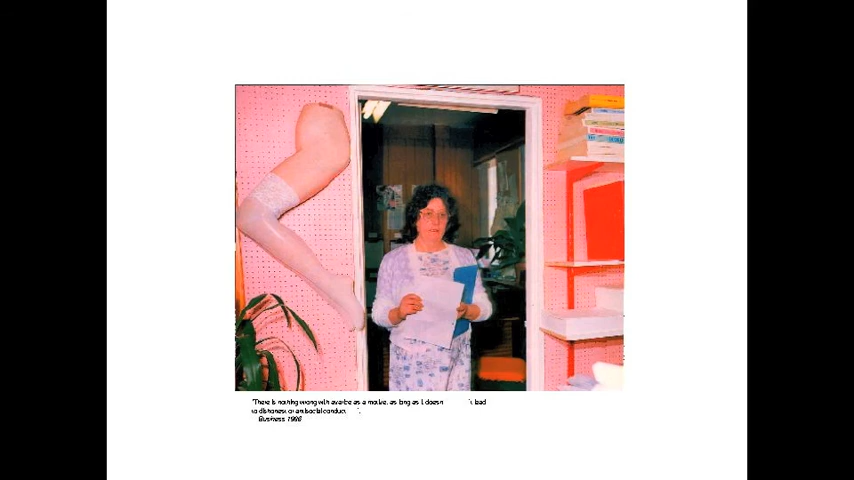 "There is nothing wrong with avarice as a motive, as long as it doesn 't lead
to dishonest or antisocial conduct ".
Business 1986